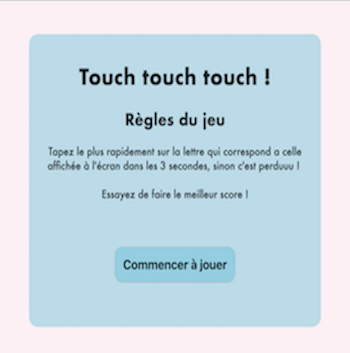 Touch touch touch !
Règles du jeu
Tapez le plus rapidement sur la lettre qui correspond a celle
affichée à l'écran dans les 3 secondes, sinon c'est perduuu !
Essayez de faire le meilleur score !
Commencer à jouer